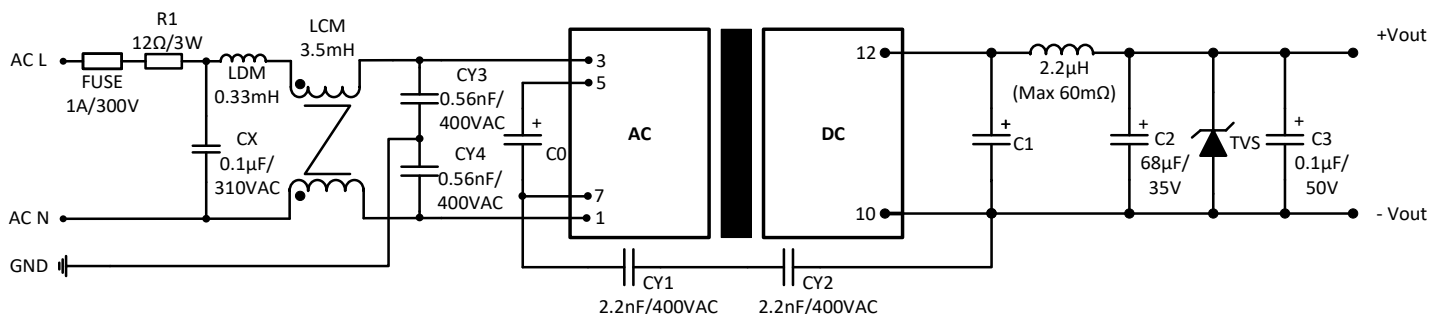 R1
12Ω/3W
LCM
3.5mH
AC L
FUSE
1A/300V
LDM
0.33mH
CX
0.1µF/
310VAC
AC N
GND
CY3
0.56nF/
400VAC
CY4
0.56nF/
400VAC
+
C0
3
5
7
1
AC
DC
12
10
CY1
2.2nF/400VAC
CY2
2.2nF/400VAC
+
C1
2.2µH
(Max 60mΩ)
+
C2
68µF/
35V
TVS
+
C3
0.1µF/
50V
+Vout
- Vout